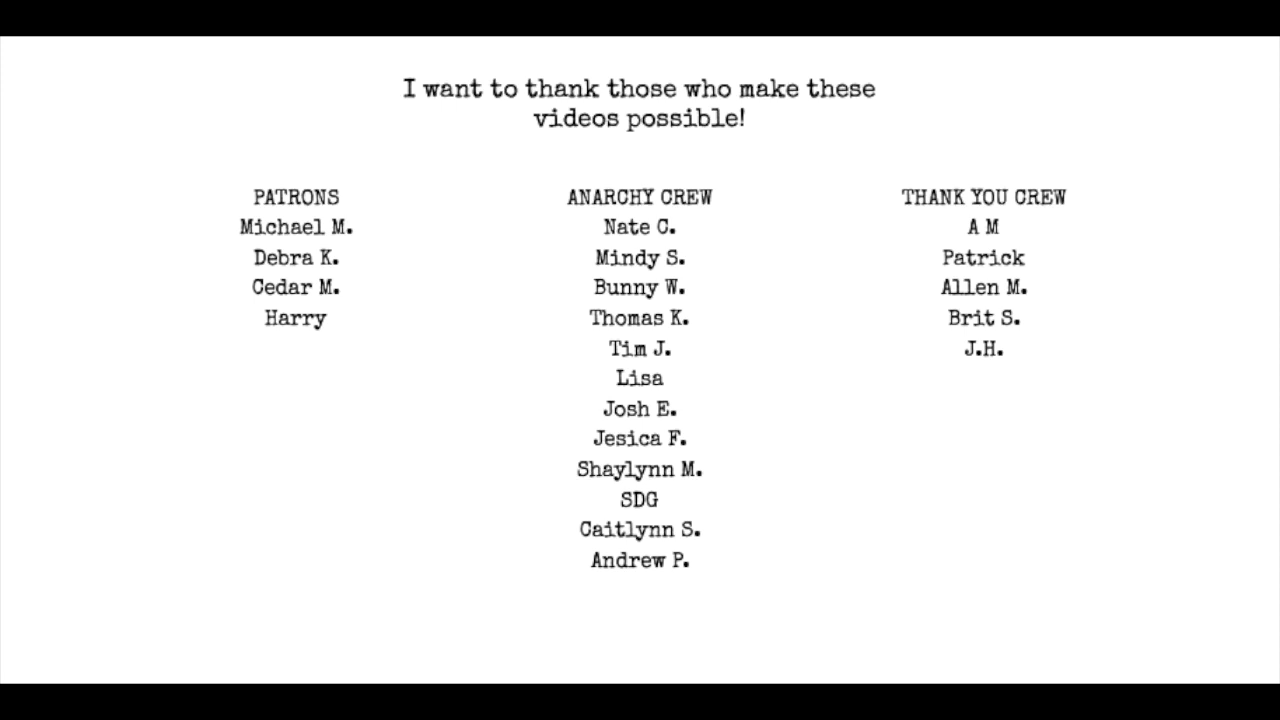 I want to thank those who make these
videos possible!
PATRONS
Michael M.
Debra K.
Cedar M.
Harry
ANARCHY CREW
Nate C.
Mindy S.
Bunny W.
Thomas K.
Tim J.
Lisa
Josh E.
Jesica F.
Shaylynn M.
SDG
Caitlynn S.
Andrew P.
THANK YOU CREW
A M
Patrick
Allen M.
Brit S.
J.H.